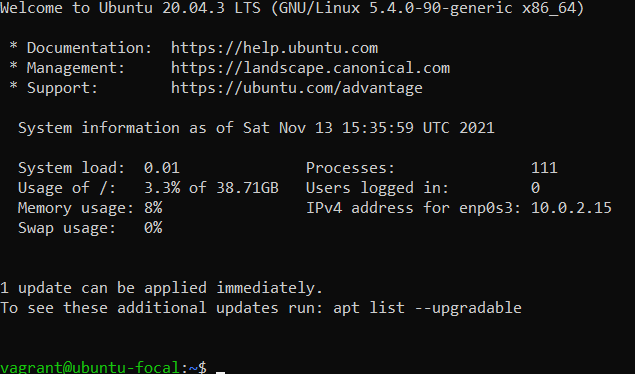 Welcome to Ubuntu 20.04.3 LTS (GNU/Linux 5.4.0-90-generic x86_64)
* Documentation:  https://help.ubuntu.com
* Management:     https://landscape.canonical.com
* Support:        https://ubuntu.com/advantage
System information as of Sat Nov 13 15:35:59 UTC 2021
System load:  0.01               Processes:               111
Usage of /:   3.3% of 38.71GB   Users logged in:         0
Memory usage: 8%                 IPv4 address for enp0s3: 10.0.2.15
Swap usage:   0%
1 update can be applied immediately.
To see these additional updates run: apt list --upgradable
vagrant@ubuntu-focal:~$ _